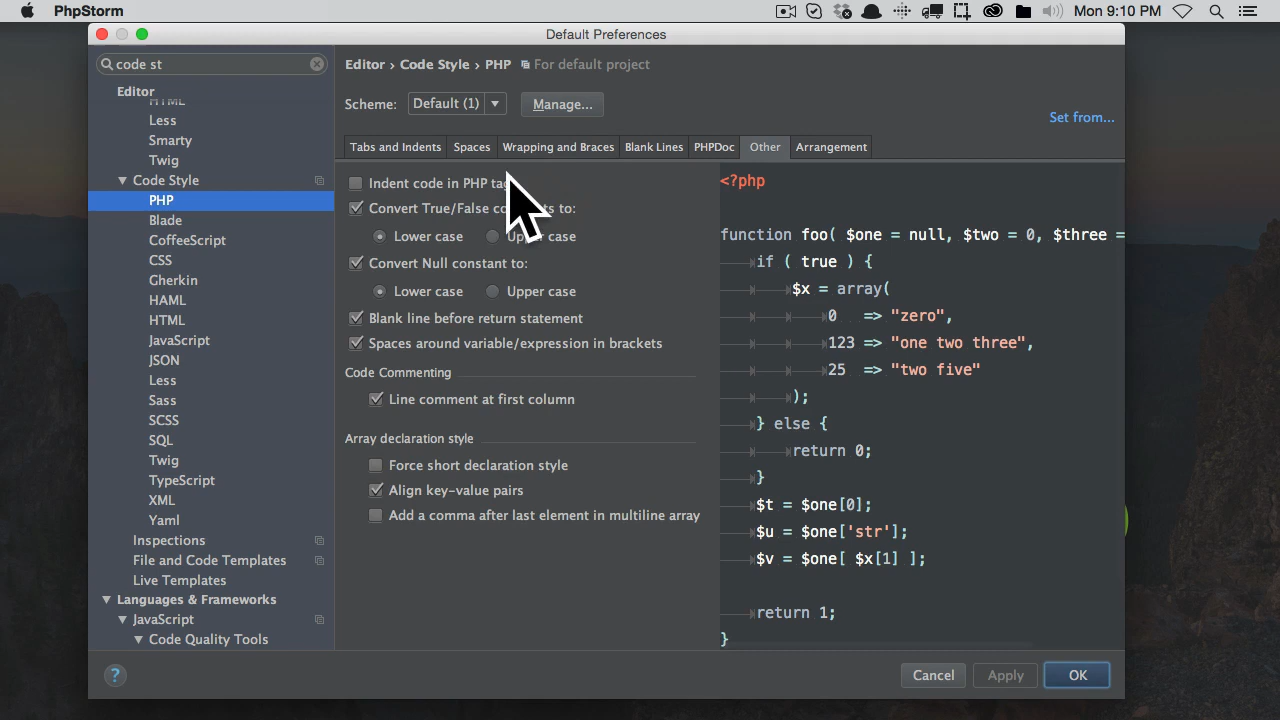 PhpStorm
Mon 9:10 PM
Default Preferences
code st
Editor
HTML
Less
Smarty
Twig
Code Style
PHP
Blade
CoffeeScript
CSS
Gherkin
HAML
HTML
JavaScript
JSON
Less
Sass
SCSS
SQL
Twig
TypeScript
XML
Yaml
Inspections
File and Code Templates
Live Templates
Languages & Frameworks
JavaScript
Code Quality Tools
Editor › Code Style › PHP For default project
Scheme: Default (1) Manage...
Set from...
Tabs and Indents Spaces Wrapping and Braces Blank Lines PHPDoc Other Arrangement
Indent code in PHP
Convert True/False to:
Lower case case
Convert Null constant to:
Lower case Upper case
Blank line before return statement
Spaces around variable/expression in brackets
Code Commenting
Line comment at first column
Array declaration style
Force short declaration style
Align key-value pairs
Add a comma after last element in multiline array
<?php
function foo( $one = null, $two = 0, $three =
if ( true ) {
$x = array(
0 => "zero",
123 => "one two three",
25 => "two five"
);
} else {
return 0;
}
$t = $one[0];
$u = $one['str'];
$v = $one[ $x[1] ];
return 1;
}
? Cancel Apply OK